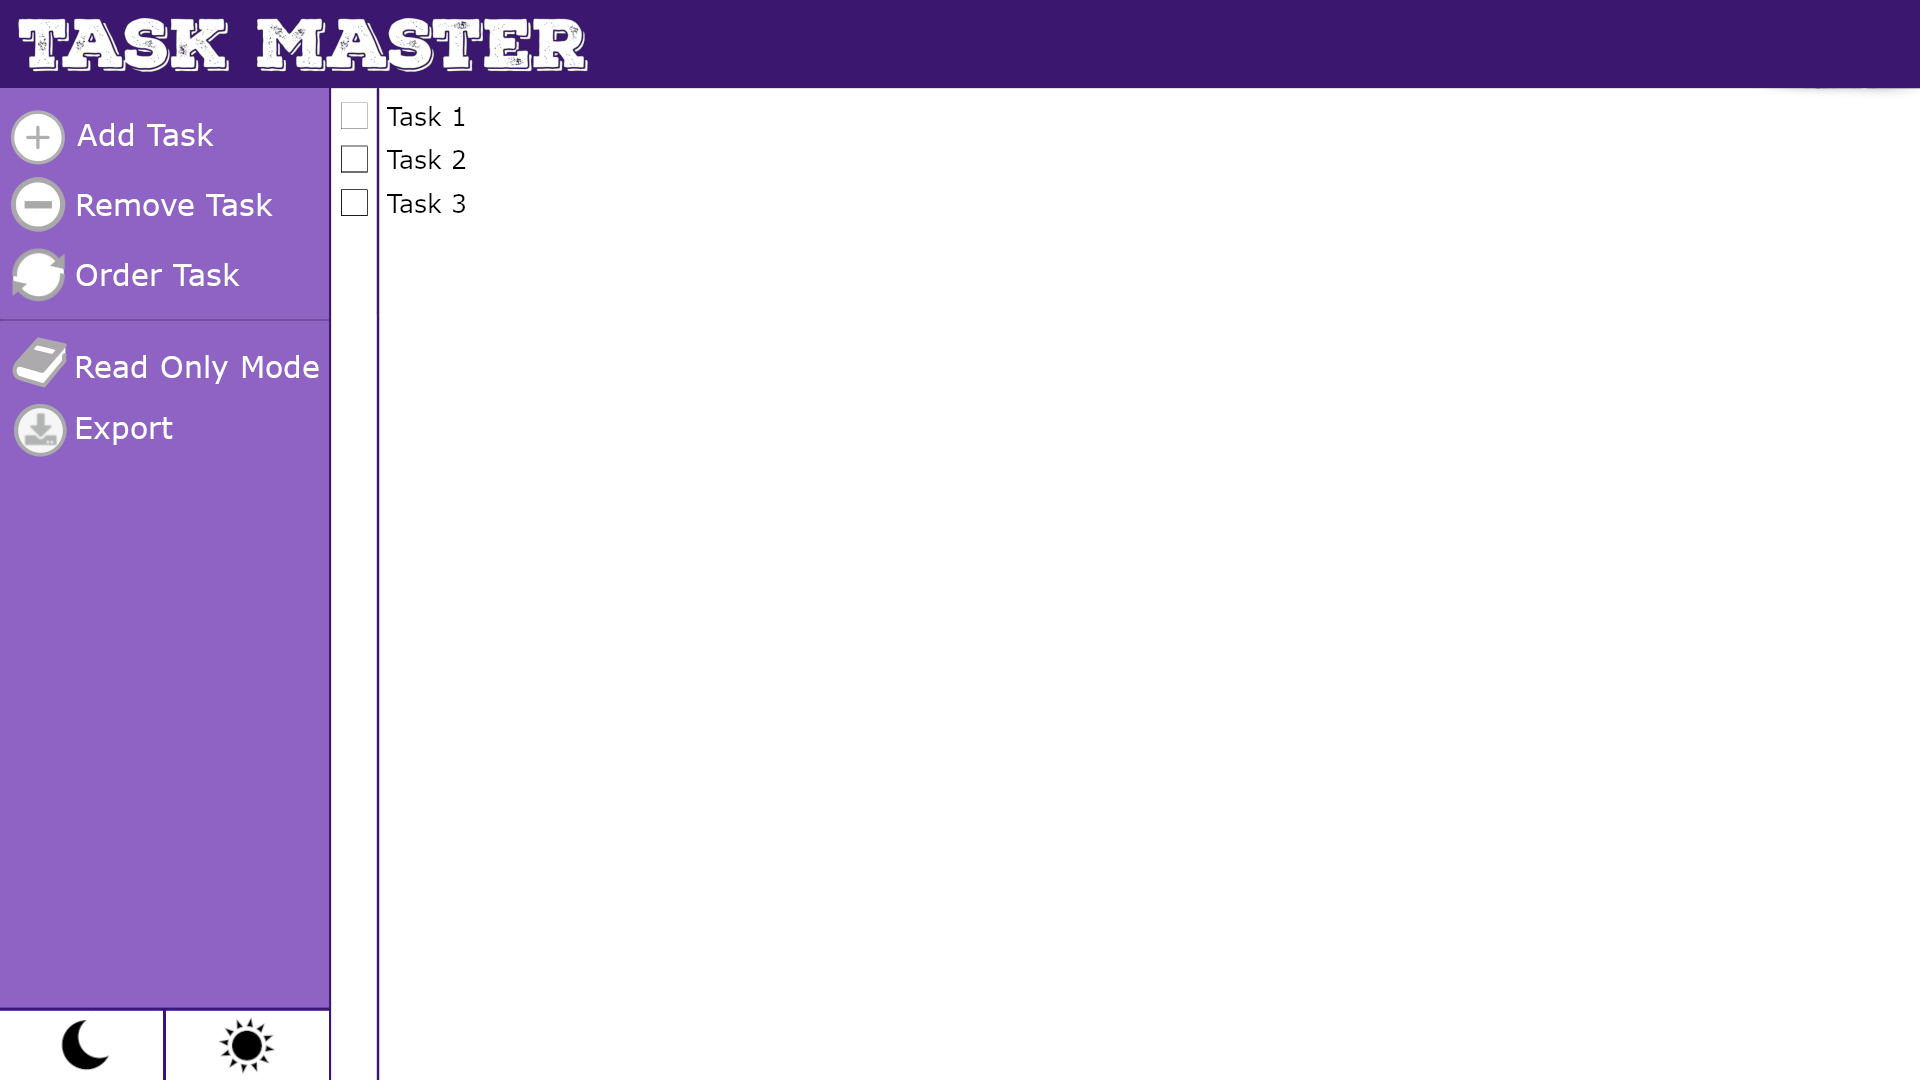 TASK MASTER
Add Task
Remove Task
Order Task
Read Only Mode
Export
Task 1
Task 2
Task 3